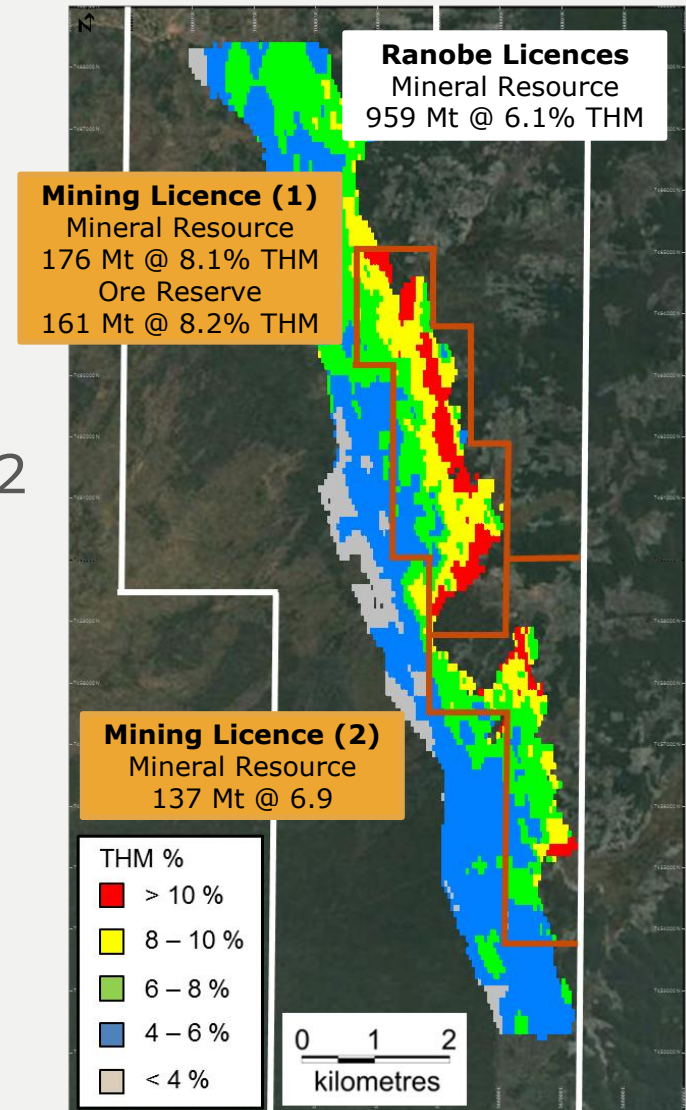 N
Ranobe Licences
Mineral Resource
959 Mt @ 6.1% THM
Mining Licence (1)
Mineral Resource
176 Mt @ 8.1% THM
Ore Reserve
161 Mt @ 8.2% THM
2
Mining Licence (2)
Mineral Resource
137 Mt @ 6.9
THM %
> 10 %
8 – 10 %
6 – 8 %
4 – 6 %
< 4 %
0 1 2
kilometres